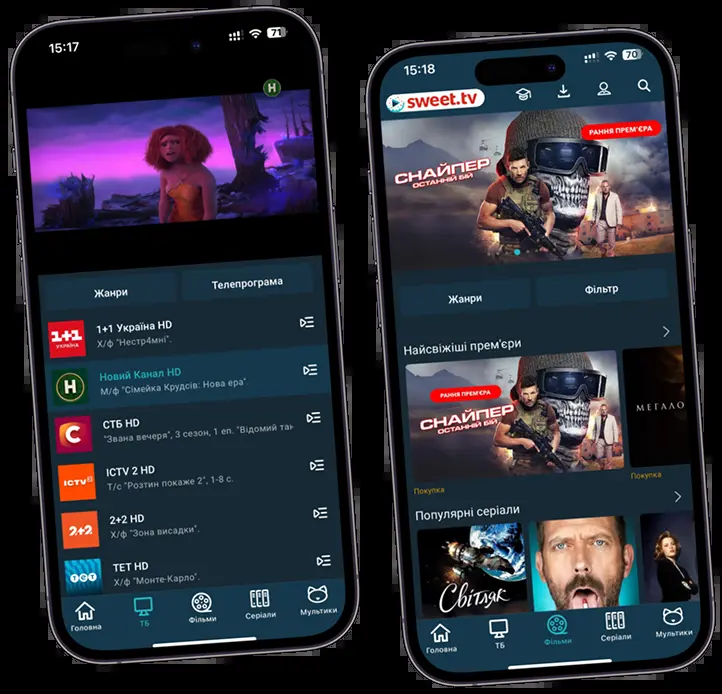 15:17
71
H
Жанри
Телепрограма
1+1
УКРАЇНА
1+1 Україна HD
Х/ф "Нестр4мні".
H
Новий Канал HD
М/ф "Сімейка Крудсів: Нова ера"
С
СТБ HD
"Звана вечеря", 3 сезон, 1 еп. "Відомий тан
ICTV2
ICTV 2 HD
Т/с "Розтин покаже 2", 1-8 с.
2+2
2+2 HD
Х/ф "Зона висадки".
ТЕТ
ТЕТ HD
Х/ф "Монте-Карло".
Головна
ТБ
Фільми
Серіали
Мультики
15:18
70
sweet.tv
РАННЯ ПРЕМ'ЄРА
СНАЙПЕР
ОСТАННІЙ БІЙ
Жанри
Фільтр
Найсвіжіші прем'єри
РАННЯ ПРЕМ'ЄРА
СНАЙПЕР
ОСТАННІЙ БІЙ
МЕГАЛО
Покупка
Покупка
Популярні серіали
Світляк
Головна
ТБ
Фільми
Серіали
Мультики